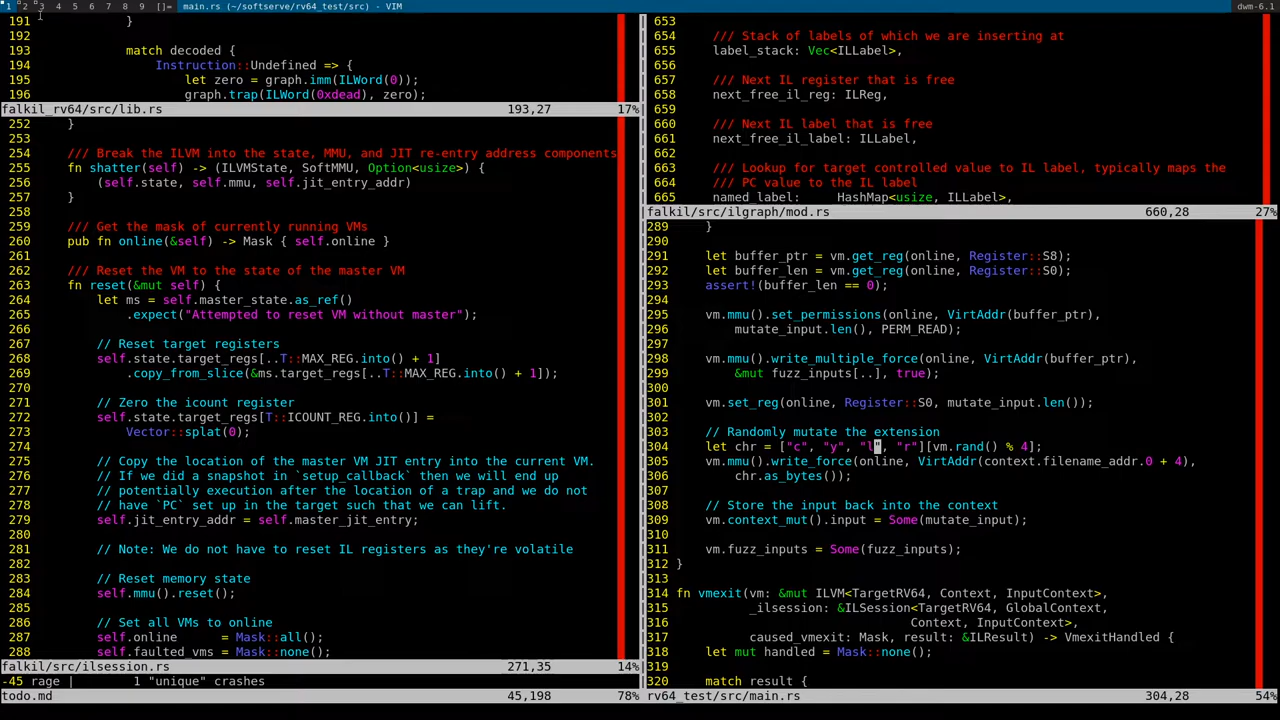 1 2 3 4 5 6 7 8 9 []= main.rs (~/softserve/rv64_test/src) - VIM dwm-6.1
191 }
192
193 match decoded {
194 Instruction::Undefined => {
195 let zero = graph.imm(ILWord(0));
196 graph.trap(ILWord(0xdead), zero);
falkil_rv64/src/lib.rs 193,27 17%
252 }
253
254 /// Break the ILVM into the state, MMU, and JIT re-entry address components
255 fn shatter(self) -> (ILVMState, SoftMMU, Option<usize>) {
256 (self.state, self.mmu, self.jit_entry_addr)
257 }
258
259 /// Get the mask of currently running VMs
260 pub fn online(&self) -> Mask { self.online }
261
262 /// Reset the VM to the state of the master VM
263 fn reset(&mut self) {
264 let ms = self.master_state.as_ref()
265 .expect("Attempted to reset VM without master");
266
267 // Reset target registers
268 self.state.target_regs[..T::MAX_REG.into() + 1]
269 .copy_from_slice(&ms.target_regs[..T::MAX_REG.into() + 1]);
270
271 // Zero the icount register
272 self.state.target_regs[T::ICOUNT_REG.into()] =
273 Vector::splat(0);
274
275 // Copy the location of the master VM JIT entry into the current VM.
276 // If we did a snapshot in `setup_callback` then we will end up
277 // potentially execution after the location of a trap and we do not
278 // have `PC` set up in the target such that we can lift.
279 self.jit_entry_addr = self.master_jit_entry;
280
281 // Note: We do not have to reset IL registers as they're volatile
282
283 // Reset memory state
284 self.mmu().reset();
285
286 // Set all VMs to online
287 self.online = Mask::all();
288 self.faulted_vms = Mask::none();
falkil/src/ilsession.rs 271,35 14%
-45 rage | 1 "unique" crashes
todo.md 45,198 78%
653
654 /// Stack of labels of which we are inserting at
655 label_stack: Vec<ILLabel>,
656
657 /// Next IL register that is free
658 next_free_il_reg: ILReg,
659
660 /// Next IL label that is free
661 next_free_il_label: ILLabel,
662
663 /// Lookup for target controlled value to IL label, typically maps the
664 /// PC value to the IL label
665 named_label: HashMap<usize, ILLabel>,
falkil/src/ilgraph/mod.rs 660,28 27%
289 }
290
291 let buffer_ptr = vm.get_reg(online, Register::S8);
292 let buffer_len = vm.get_reg(online, Register::S0);
293 assert!(buffer_len == 0);
294
295 vm.mmu().set_permissions(online, VirtAddr(buffer_ptr),
296 mutate_input.len(), PERM_READ);
297
298 vm.mmu().write_multiple_force(online, VirtAddr(buffer_ptr),
299 &mut fuzz_inputs[..], true);
300
301 vm.set_reg(online, Register::S0, mutate_input.len());
302
303 // Randomly mutate the extension
304 let chr = ["c", "y", "l", "r"][vm.rand() % 4];
305 vm.mmu().write_force(online, VirtAddr(context.filename_addr.0 + 4),
306 chr.as_bytes());
307
308 // Store the input back into the context
309 vm.context_mut().input = Some(mutate_input);
310
311 vm.fuzz_inputs = Some(fuzz_inputs);
312 }
313
314 fn vmexit(vm: &mut ILVM<TargetRV64, Context, InputContext>,
315 _ilsession: &ILSession<TargetRV64, GlobalContext,
316 Context, InputContext>,
317 caused_vmexit: Mask, result: &ILResult) -> VmexitHandled {
318 let mut handled = Mask::none();
319
320 match result {
rv64_test/src/main.rs 304,28 54%